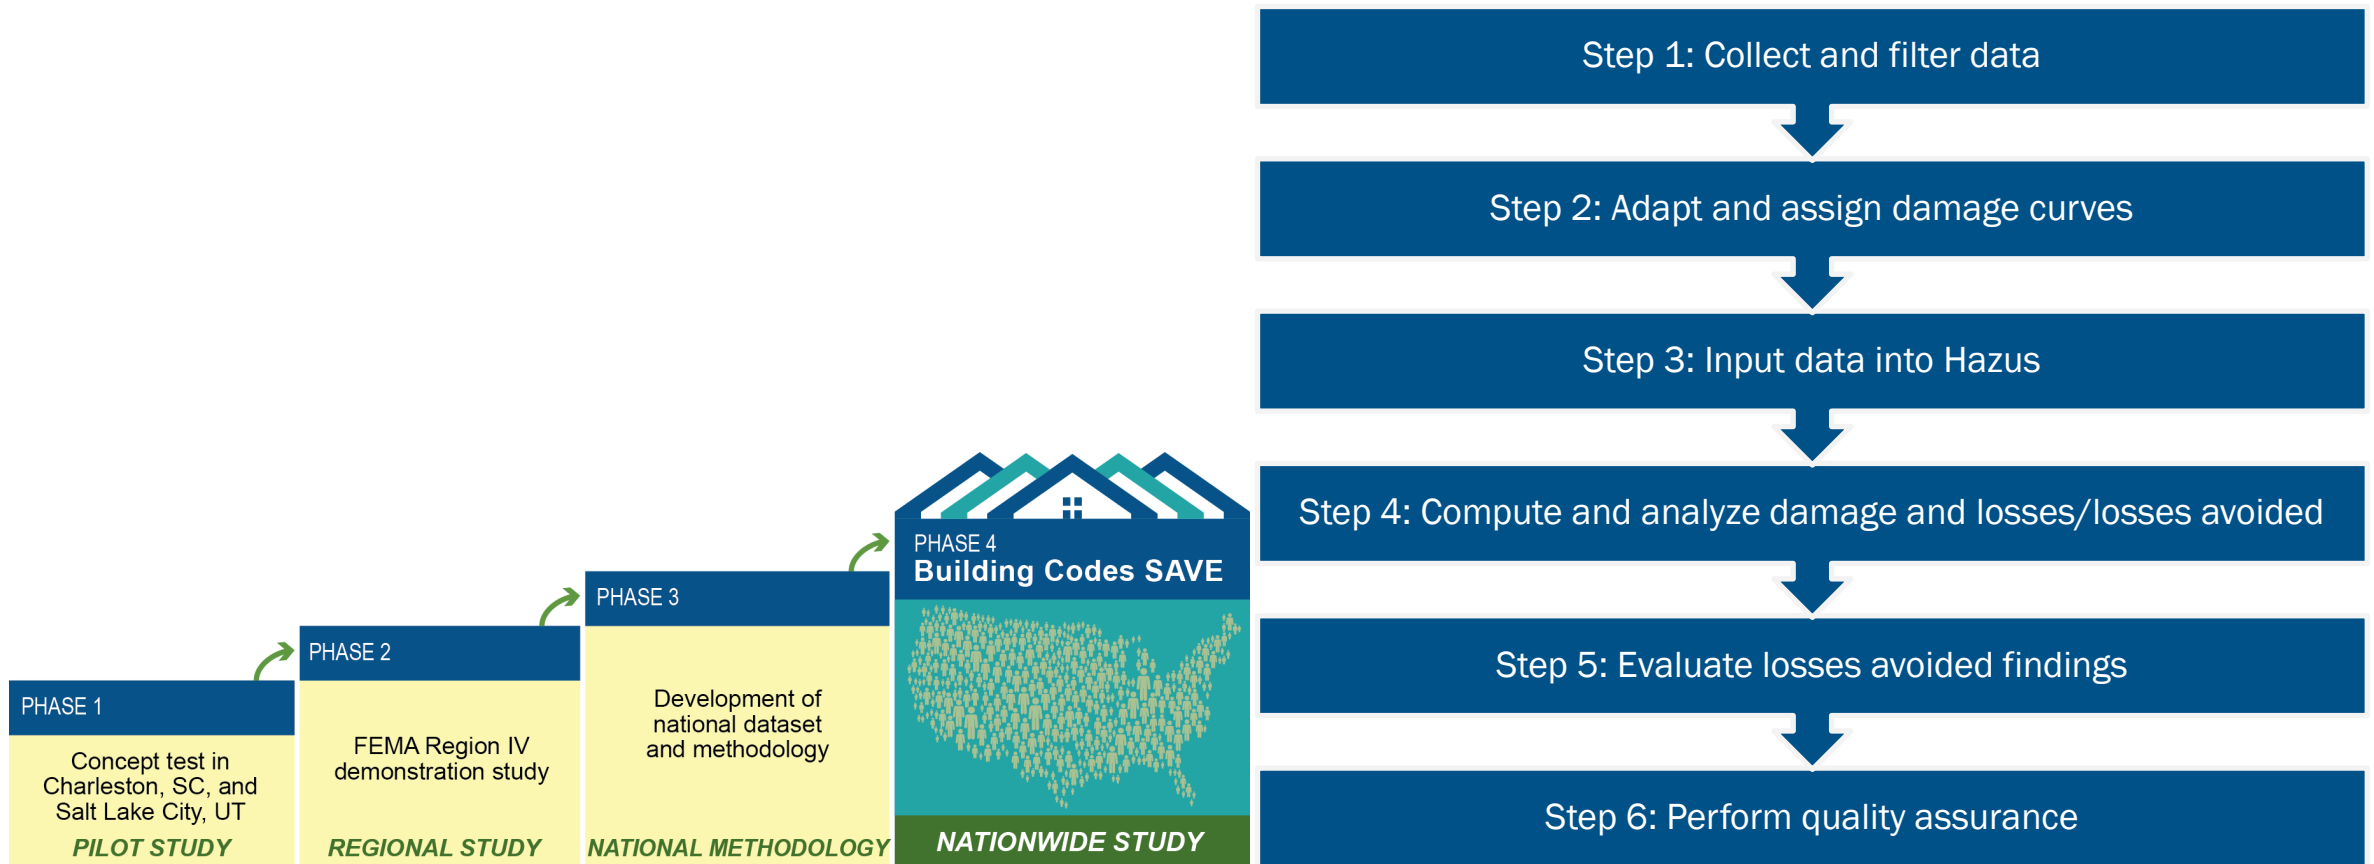 PHASE 1
Concept test in
Charleston, SC, and
Salt Lake City, UT
PILOT STUDY
PHASE 2
FEMA Region IV
demonstration study
REGIONAL STUDY
PHASE 3
Development of
national dataset
and methodology
NATIONAL METHODOLOGY
PHASE 4
Building Codes SAVE
NATIONWIDE STUDY
Step 1: Collect and filter data
Step 2: Adapt and assign damage curves
Step 3: Input data into Hazus
Step 4: Compute and analyze damage and losses/losses avoided
Step 5: Evaluate losses avoided findings
Step 6: Perform quality assurance